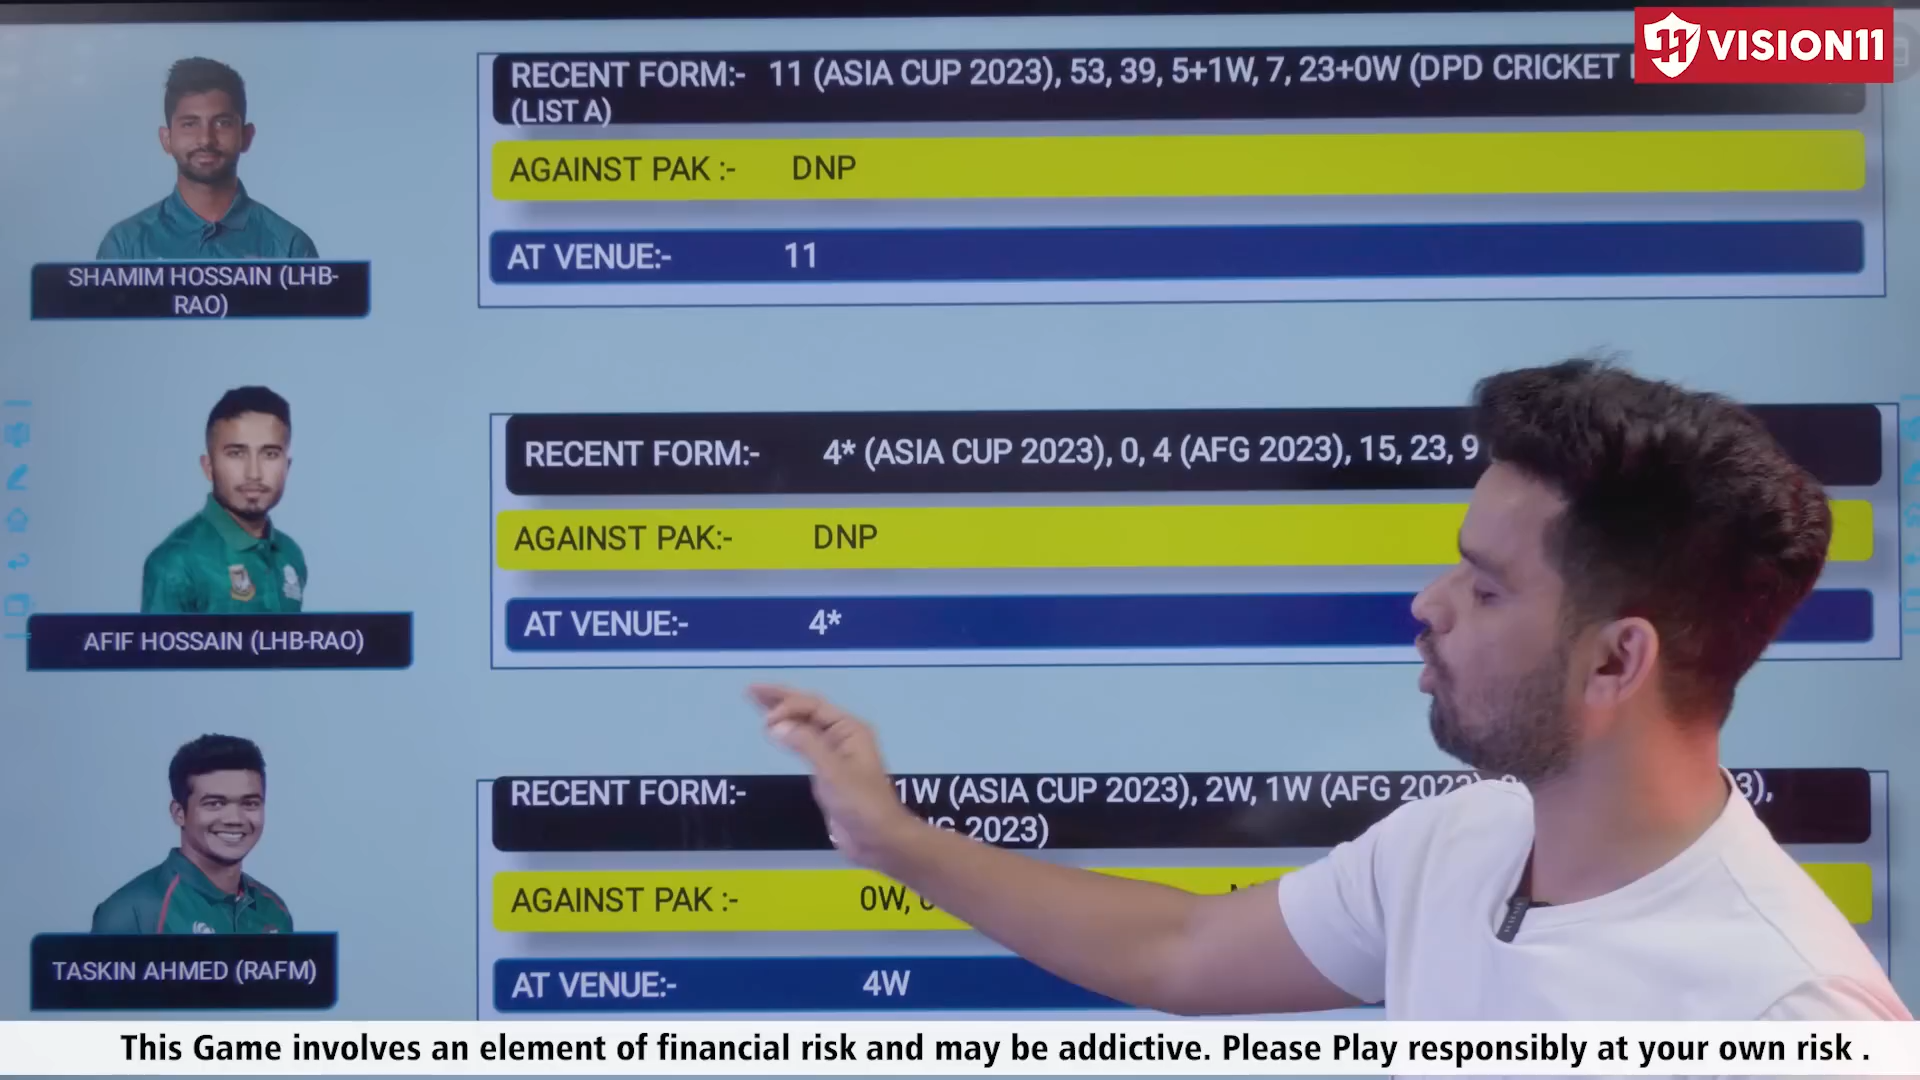 VISION11
RECENT FORM:- 11 (ASIA CUP 2023), 53, 39, 5+1W, 7, 23+0W (DPD CRICKET
(LIST A)
AGAINST PAK :- DNP
AT VENUE:- 11
SHAMIM HOSSAIN (LHB-
RAO)
RECENT FORM:- 4* (ASIA CUP 2023), 0, 4 (AFG 2023), 15, 23, 9
AGAINST PAK:- DNP
AT VENUE:- 4*
AFIF HOSSAIN (LHB-RAO)
RECENT FORM:- 1W (ASIA CUP 2023), 2W, 1W (AFG 2023),
2023)
AGAINST PAK :- 0W,
AT VENUE:- 4W
TASKIN AHMED (RAFM)
This Game involves an element of financial risk and may be addictive. Please Play responsibly at your own risk .